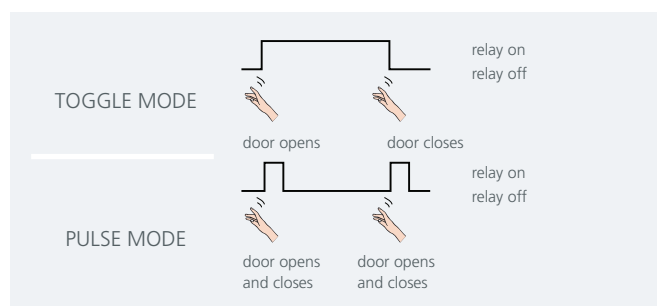 relay on
relay off
TOGGLE MODE
door opens
door closes
relay on
relay off
PULSE MODE
door opens
and closes
door opens
and closes